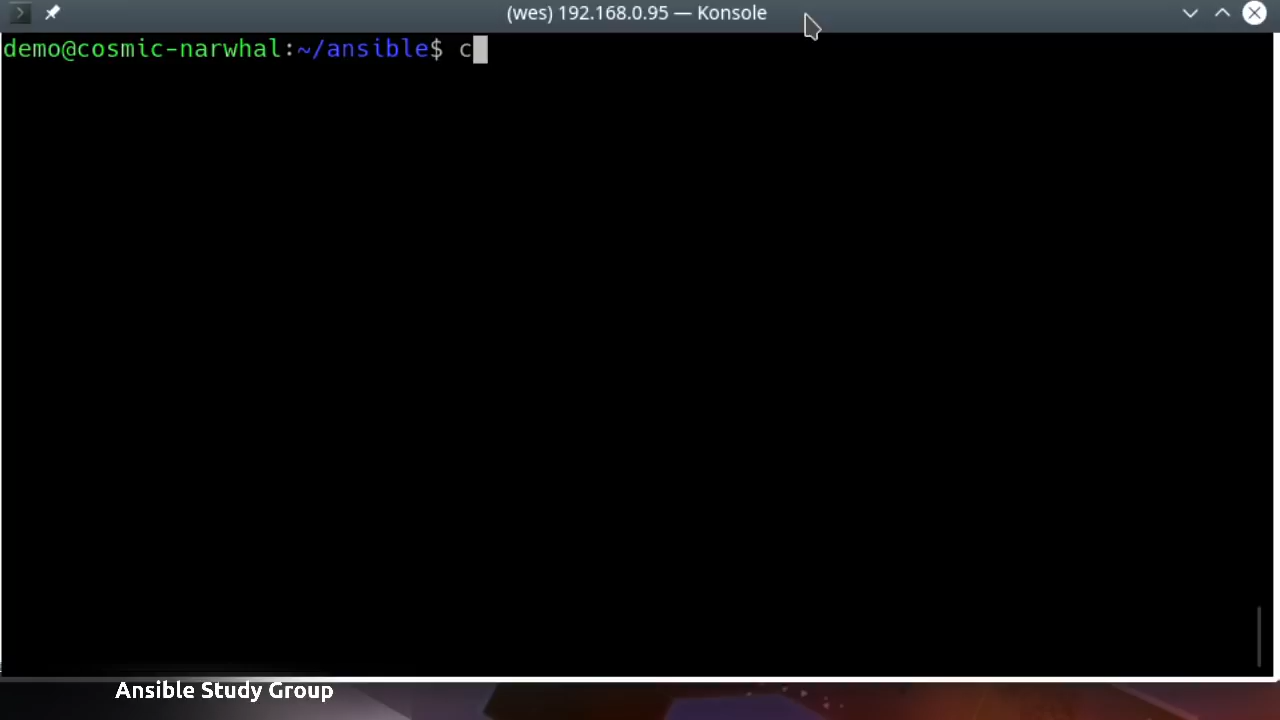 (wes) 192.168.0.95 — Konsole
demo@cosmic-narwhal:~/ansible$ c
Ansible Study Group